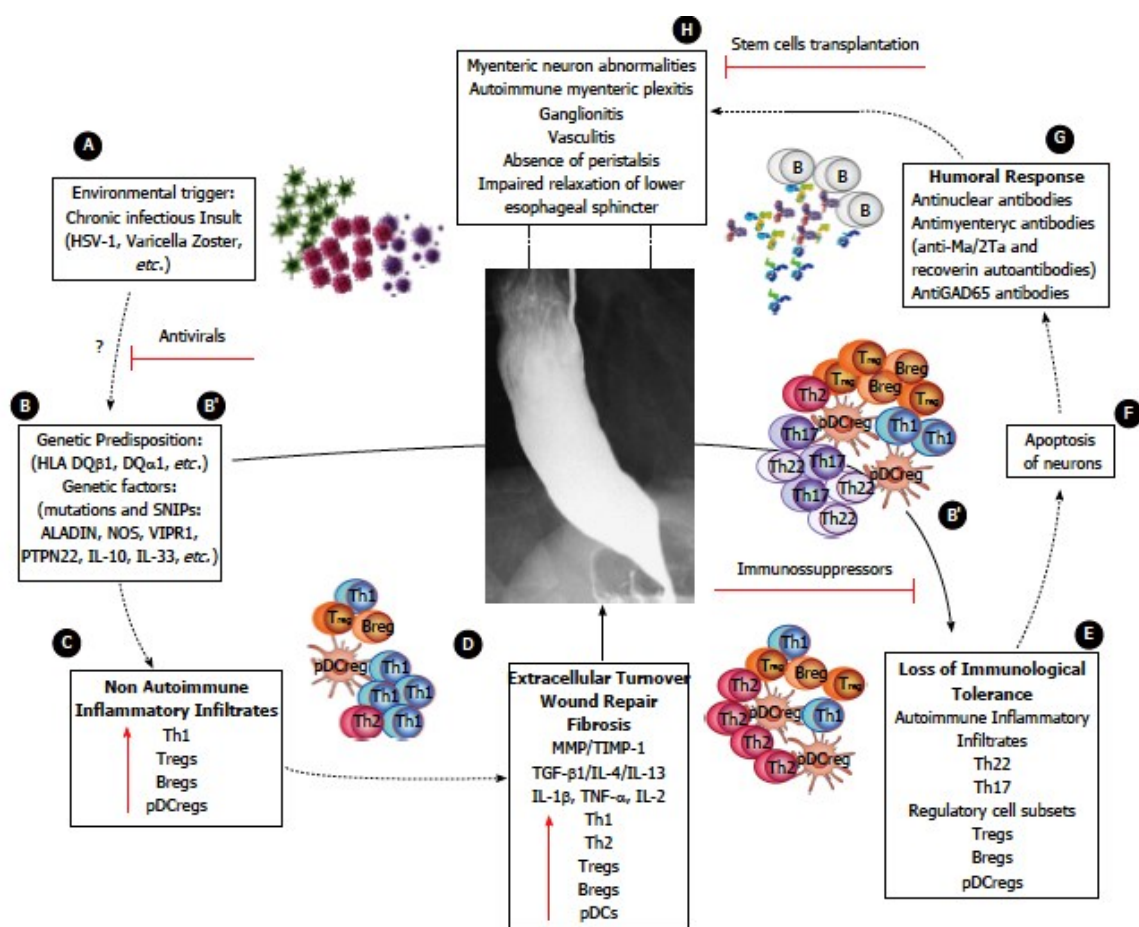 H
Myenteric neuron abnormalities
Autoimmune myenteric plexitis
Ganglionitis
Vasculitis
Absence of peristalsis
Impaired relaxation of lower
esophageal sphincter
Stem cells transplantation
A
Environmental trigger:
Chronic infectious Insult
(HSV-1, Varicella Zoster,
etc.)
?
Antivirals
G
Humoral Response
Antinuclear antibodies
Antimyenteryc antibodies
(anti-Ma/2Ta and
recoverin autoantibodies)
AntiGAD65 antibodies
B
B
B
B
B"
Genetic Predisposition:
(HLA DQβ1, DQα1, etc.)
Genetic factors:
(mutations and SNIPs:
ALADIN, NOS, VIPR1,
PTPN22, IL-10, IL-33, etc.)
Treg
Breg
Treg
Breg
Treg
Th2
pDCreg
Th1
Th1
Th17
Th17
pDCreg
Th22
Th22
Th17
Th22
B'
F
Apoptosis
of neurons
Immunossuppressors
C
Non Autoimmune
Inflammatory Infiltrates
Th1
Tregs
Bregs
pDCregs
Th1
Treg
Breg
pDCreg
Th1
Th1
Th1
Th2
Th1
D
Extracellular Turnover
Wound Repair
Fibrosis
MMP/TIMP-1
TGF-β1/IL-4/IL-13
IL-1β, TNF-α, IL-2
Th1
Th2
Tregs
Bregs
pDCs
Th1
Treg
Breg
Treg
Th2
Th2
pDCreg
Th1
Th2
Th2
pDCreg
E
Loss of Immunological
Tolerance
Autoimmune Inflammatory
Infiltrates
Th22
Th17
Regulatory cell subsets
Tregs
Bregs
pDCregs